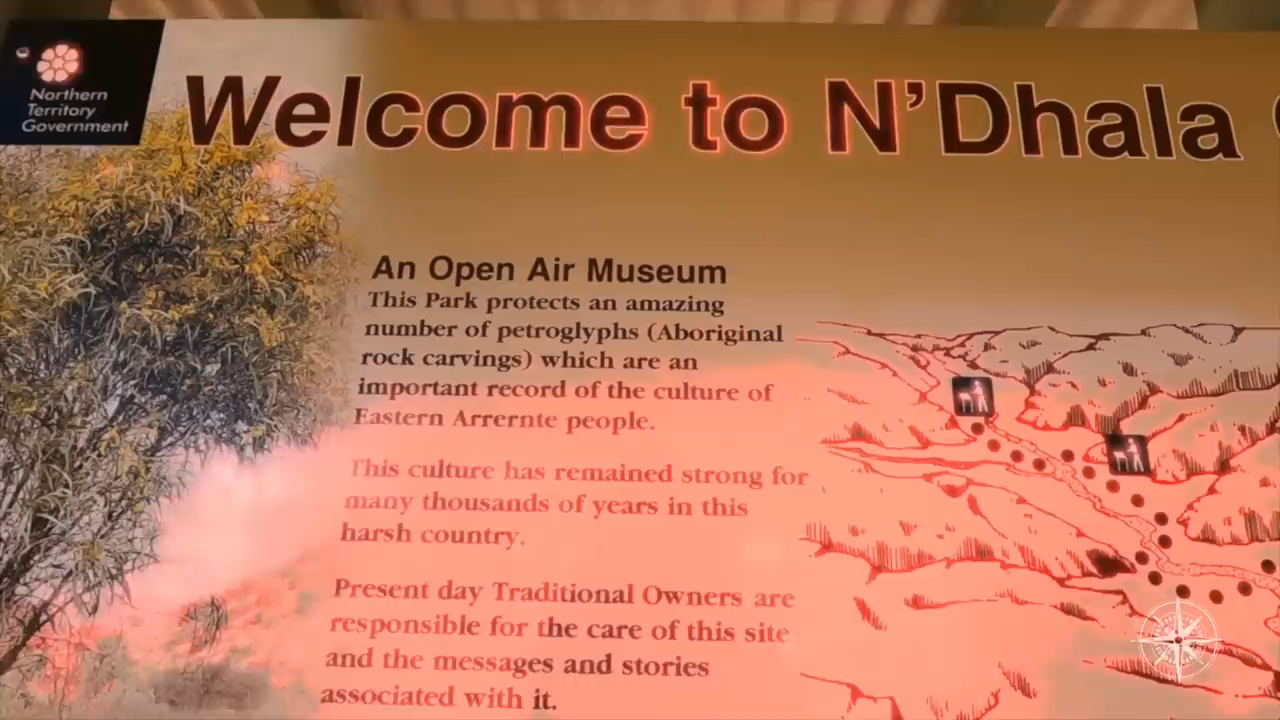 Northern
Territory
Government
Welcome to N'Dhala
An Open Air Museum
This Park protects an amazing
number of petroglyphs (Aboriginal
rock carvings) which are an
important record of the culture of
Eastern Arrernte people.
This culture has remained strong for
many thousands of years in this
harsh country.
Present day Traditional Owners are
responsible for the care of this site
and the messages and stories
associated with it.